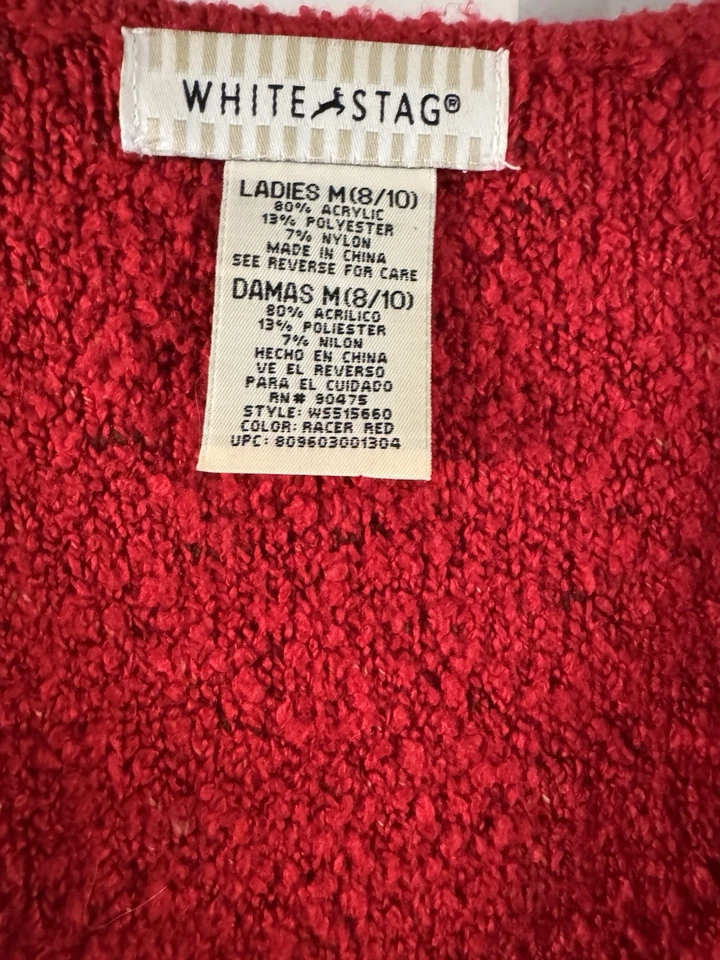 WHITE STAG®
LADIES M(8/10)
80% ACRYLIC
13% POLYESTER
7% NYLON
MADE IN CHINA
SEE REVERSE FOR CARE
DAMAS M(8/10)
80% ACRILICO
13% POLIESTER
7% NILON
HECHO EN CHINA
VE EL REVERSO
PARA EL CUIDADO
RN# 90475
STYLE: WS515660
COLOR: RACER RED
UPC: 809603001304